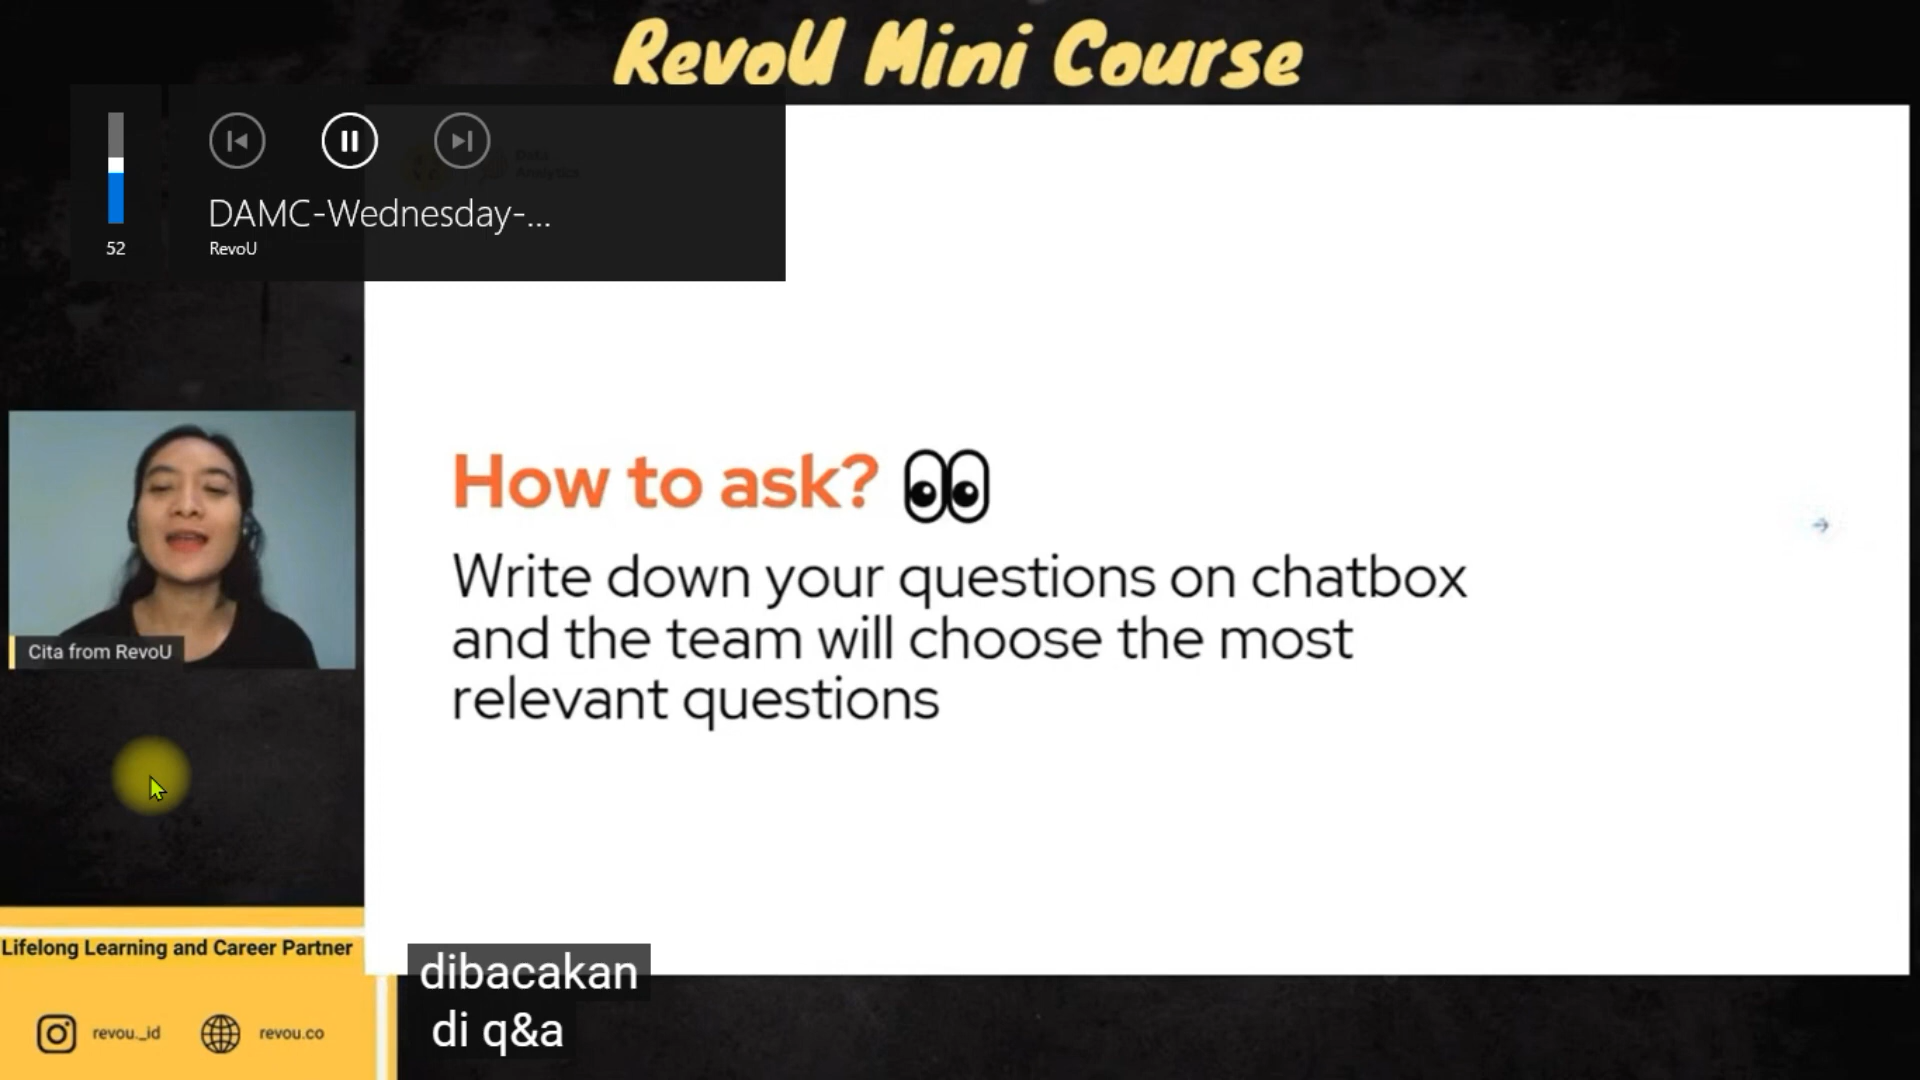 RevoU Mini Course
Data
Analytics
DAMC-Wednesday-...
52
RevoU
How to ask?
Write down your questions on chatbox
and the team will choose the most
relevant questions
Cita from RevoU
Lifelong Learning and Career Partner
revou_id
revou.co
dibacakan
di q&a